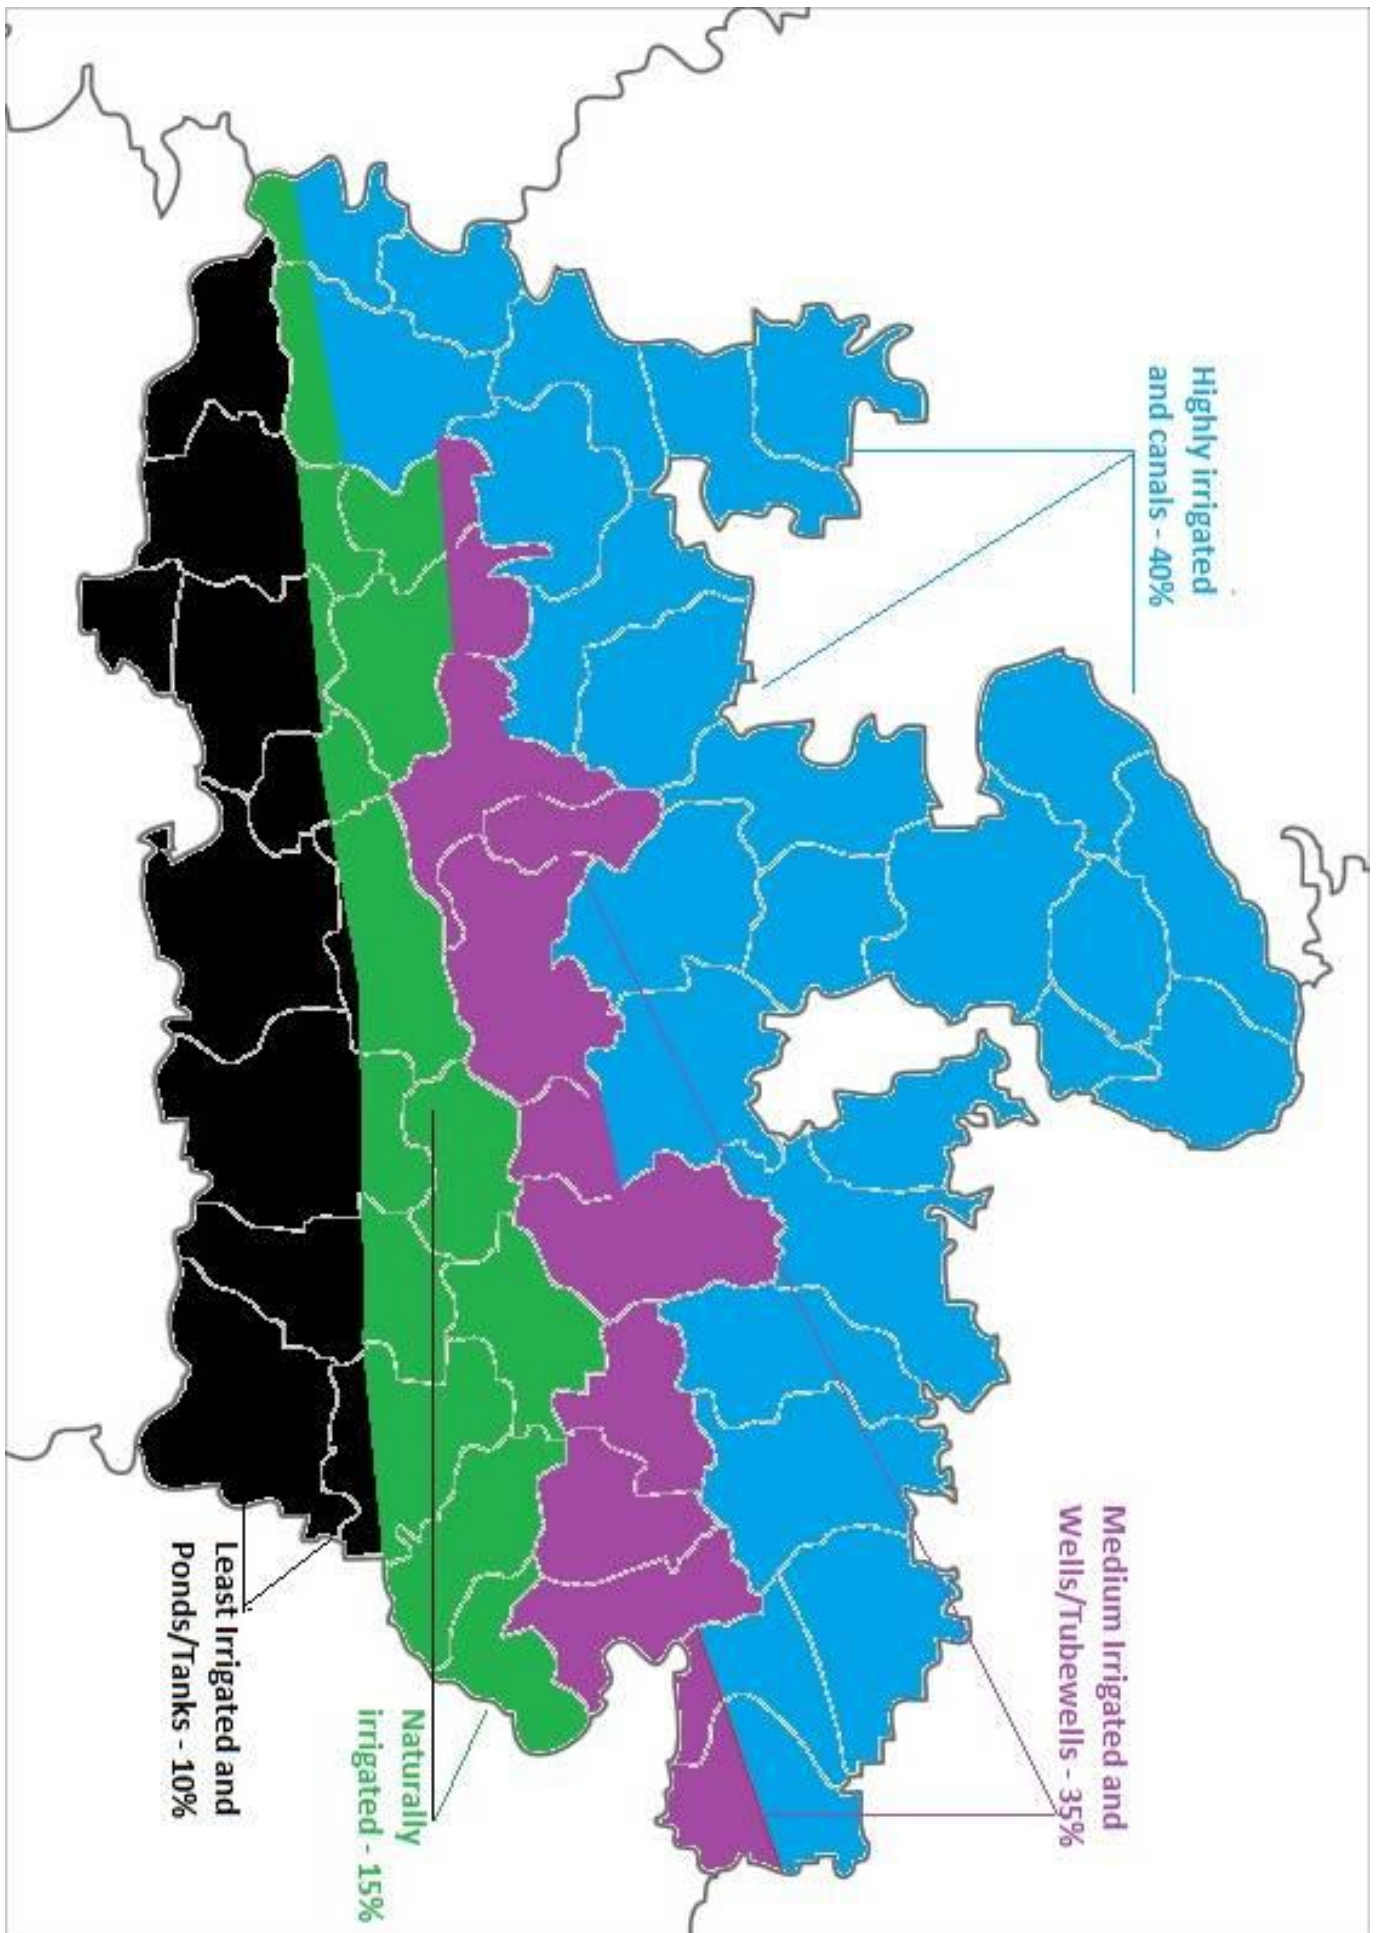 Highly irrigated
and canals - 40%
Medium Irrigated and
Wells/Tubewells - 35%
Naturally
irrigated - 15%
Least Irrigated and
Ponds/Tanks - 10%